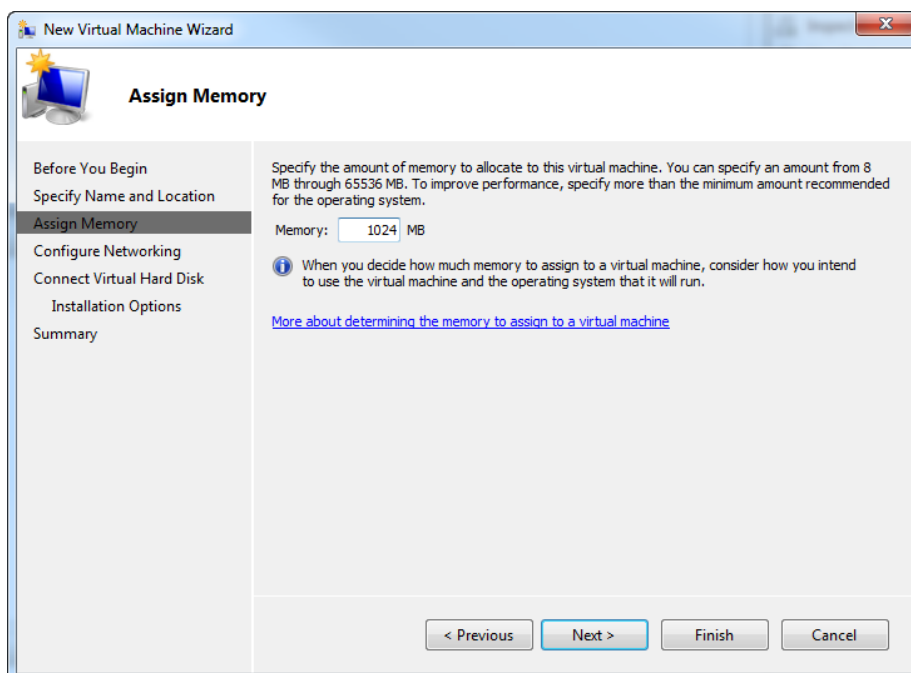 New Virtual Machine Wizard
Assign Memory
Before You Begin
Specify Name and Location
Assign Memory
Configure Networking
Connect Virtual Hard Disk
Installation Options
Summary
Specify the amount of memory to allocate to this virtual machine. You can specify an amount from 8
MB through 65536 MB. To improve performance, specify more than the minimum amount recommended
for the operating system.
Memory: 1024 MB
When you decide how much memory to assign to a virtual machine, consider how you intend
to use the virtual machine and the operating system that it will run.
More about determining the memory to assign to a virtual machine
< Previous Next > Finish Cancel